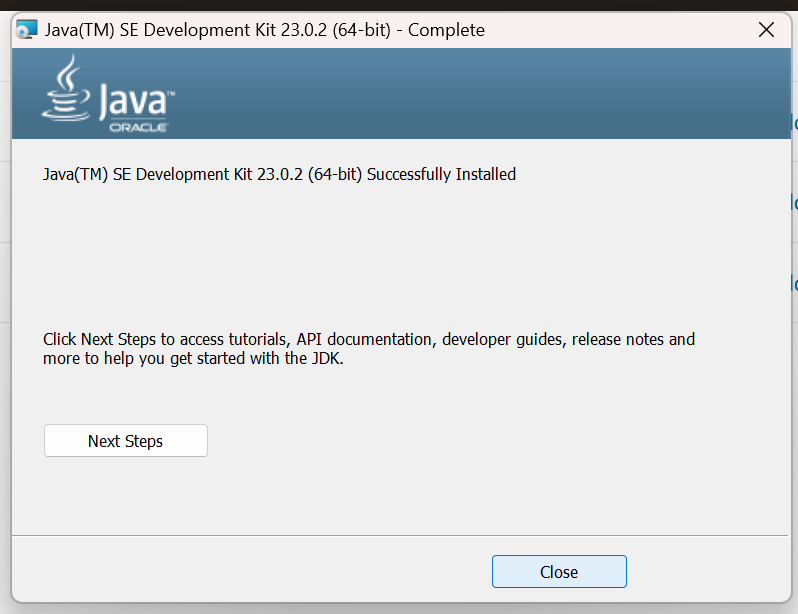 Java(TM) SE Development Kit 23.0.2 (64-bit) - Complete
Java™
ORACLE
Java(TM) SE Development Kit 23.0.2 (64-bit) Successfully Installed
Click Next Steps to access tutorials, API documentation, developer guides, release notes and
more to help you get started with the JDK.
Next Steps
Close